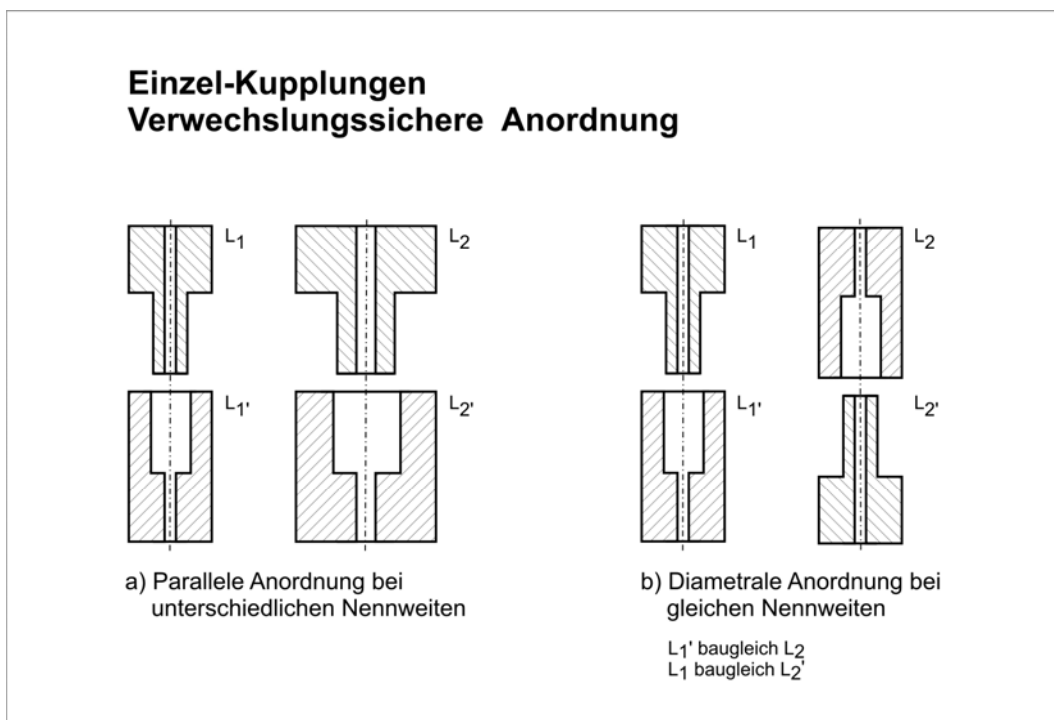 Einzel-Kupplungen
Verwechslungssichere Anordnung
L1
L2
L1'
L2'
a) Parallele Anordnung bei
unterschiedlichen Nennweiten
L1
L2
L1'
L2'
b) Diametrale Anordnung bei
gleichen Nennweiten
L1' baugleich L2
L1 baugleich L2'